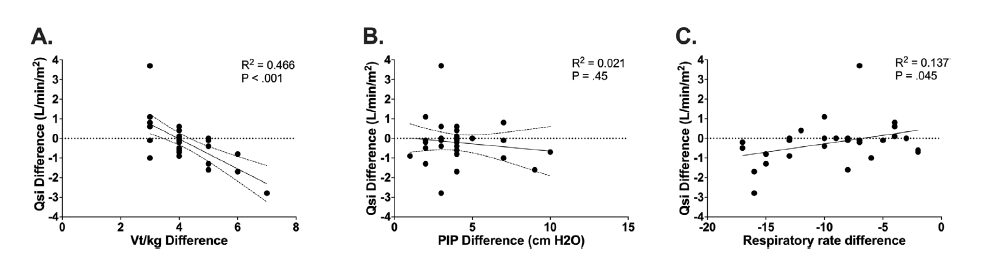 A.
R² = 0.466
P < .001
Qsi Difference (L/min/m²)
4
3
2
1
0
-1
-2
-3
-4
0 2 4 6 8
Vt/kg Difference
B.
R² = 0.021
P = .45
Qsi Difference (L/min/m²)
4
3
2
1
0
-1
-2
-3
-4
0 5 10 15
PIP Difference (cm H2O)
C.
R² = 0.137
P = .045
Qsi Difference (L/min/m²)
4
3
2
1
0
-1
-2
-3
-4
-20 -15 -10 -5 0
Respiratory rate difference